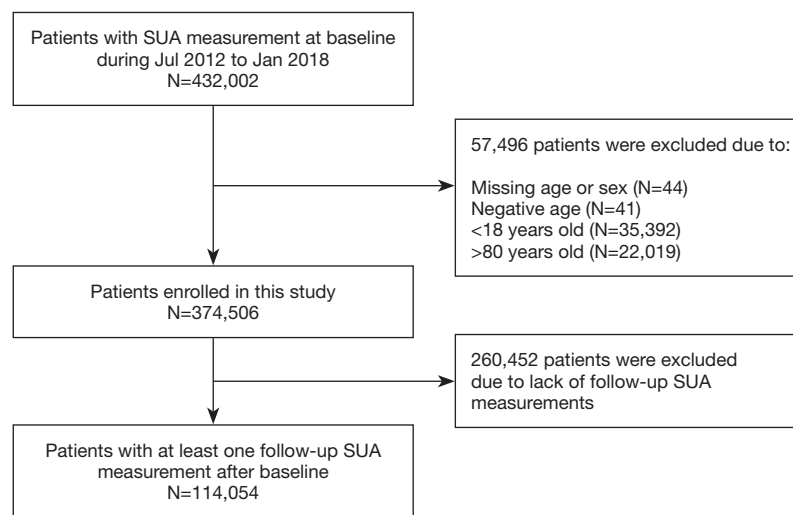 Patients with SUA measurement at baseline
during Jul 2012 to Jan 2018
N=432,002
57,496 patients were excluded due to:
Missing age or sex (N=44)
Negative age (N=41)
<18 years old (N=35,392)
>80 years old (N=22,019)
Patients enrolled in this study
N=374,506
260,452 patients were excluded
due to lack of follow-up SUA
measurements
Patients with at least one follow-up SUA
measurement after baseline
N=114,054